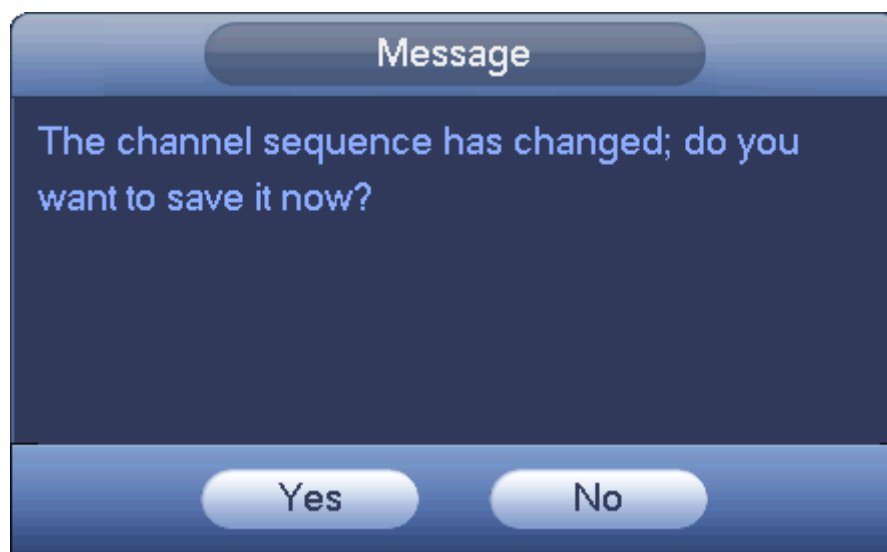 Message
The channel sequence has changed; do you
want to save it now?
Yes No